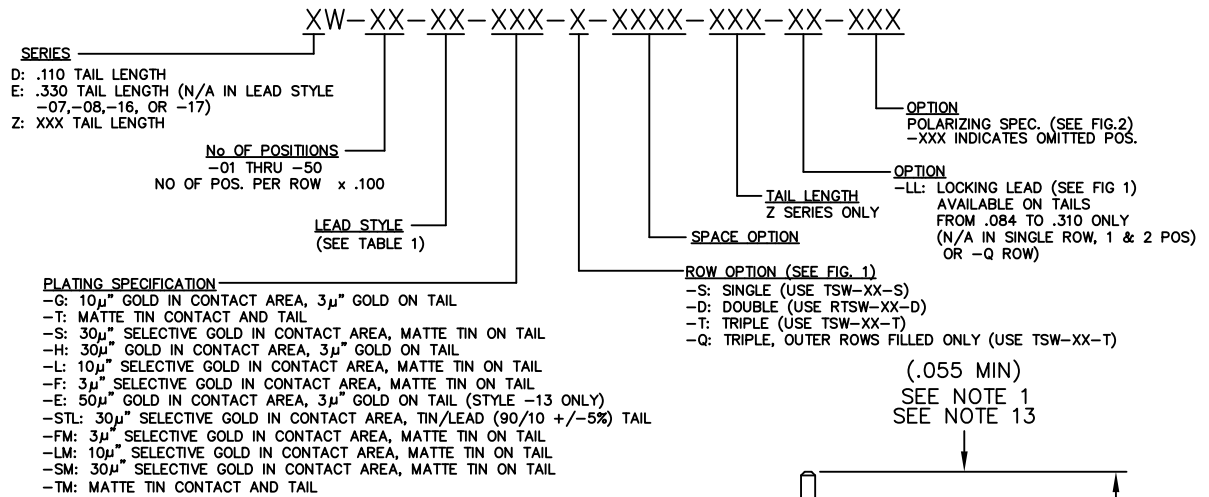 XW-XX-XX-XXX-X-XXXX-XXX-XX-XXX
SERIES
D: .110 TAIL LENGTH
E: .330 TAIL LENGTH (N/A IN LEAD STYLE
-07,-08,-16, OR -17)
Z: XXX TAIL LENGTH
No OF POSITIIONS
-01 THRU -50
NO OF POS. PER ROW x .100
LEAD STYLE
(SEE TABLE 1)
PLATING SPECIFICATION
-G: 10µ" GOLD IN CONTACT AREA, 3µ" GOLD ON TAIL
-T: MATTE TIN CONTACT AND TAIL
-S: 30µ" SELECTIVE GOLD IN CONTACT AREA, MATTE TIN ON TAIL
-H: 30µ" GOLD IN CONTACT AREA, 3µ" GOLD ON TAIL
-L: 10µ" SELECTIVE GOLD IN CONTACT AREA, MATTE TIN ON TAIL
-F: 3µ" SELECTIVE GOLD IN CONTACT AREA, MATTE TIN ON TAIL
-E: 50µ" GOLD IN CONTACT AREA, 3µ" GOLD ON TAIL (STYLE -13 ONLY)
-STL: 30µ" SELECTIVE GOLD IN CONTACT AREA, TIN/LEAD (90/10 +/-5%) TAIL
-FM: 3µ" SELECTIVE GOLD IN CONTACT AREA, MATTE TIN ON TAIL
-LM: 10µ" SELECTIVE GOLD IN CONTACT AREA, MATTE TIN ON TAIL
-SM: 30µ" SELECTIVE GOLD IN CONTACT AREA, MATTE TIN ON TAIL
-TM: MATTE TIN CONTACT AND TAIL
OPTION
POLARIZING SPEC. (SEE FIG.2)
-XXX INDICATES OMITTED POS.
OPTION
-LL: LOCKING LEAD (SEE FIG 1)
AVAILABLE ON TAILS
FROM .084 TO .310 ONLY
(N/A IN SINGLE ROW, 1 & 2 POS)
OR -Q ROW)
TAIL LENGTH
Z SERIES ONLY
SPACE OPTION
ROW OPTION (SEE FIG. 1)
-S: SINGLE (USE TSW-XX-S)
-D: DOUBLE (USE RTSW-XX-D)
-T: TRIPLE (USE TSW-XX-T)
-Q: TRIPLE, OUTER ROWS FILLED ONLY (USE TSW-XX-T)
(.055 MIN)
SEE NOTE 1
SEE NOTE 13